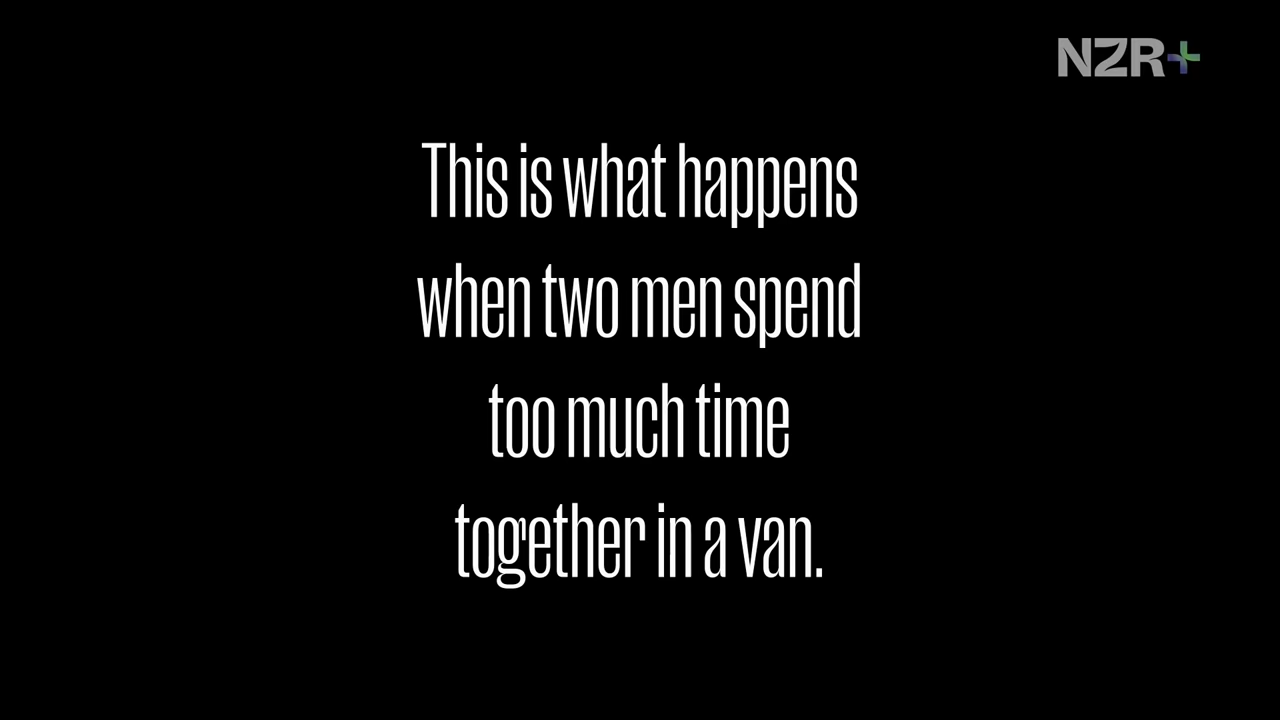 NZR+
This is what happens
when two men spend
too much time
together in a van.